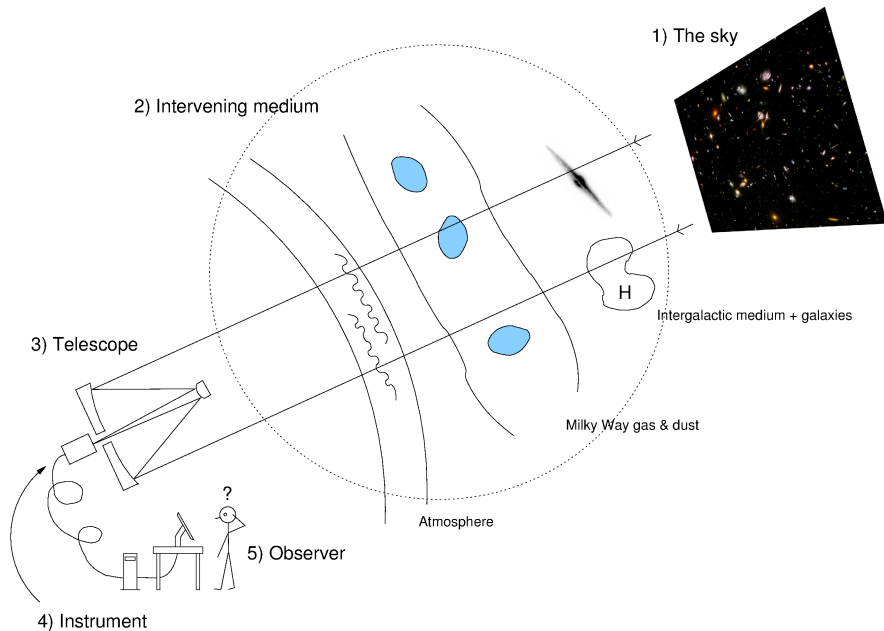 1) The sky
2) Intervening medium
H
Intergalactic medium + galaxies
3) Telescope
Milky Way gas & dust
?
Atmosphere
5) Observer
4) Instrument